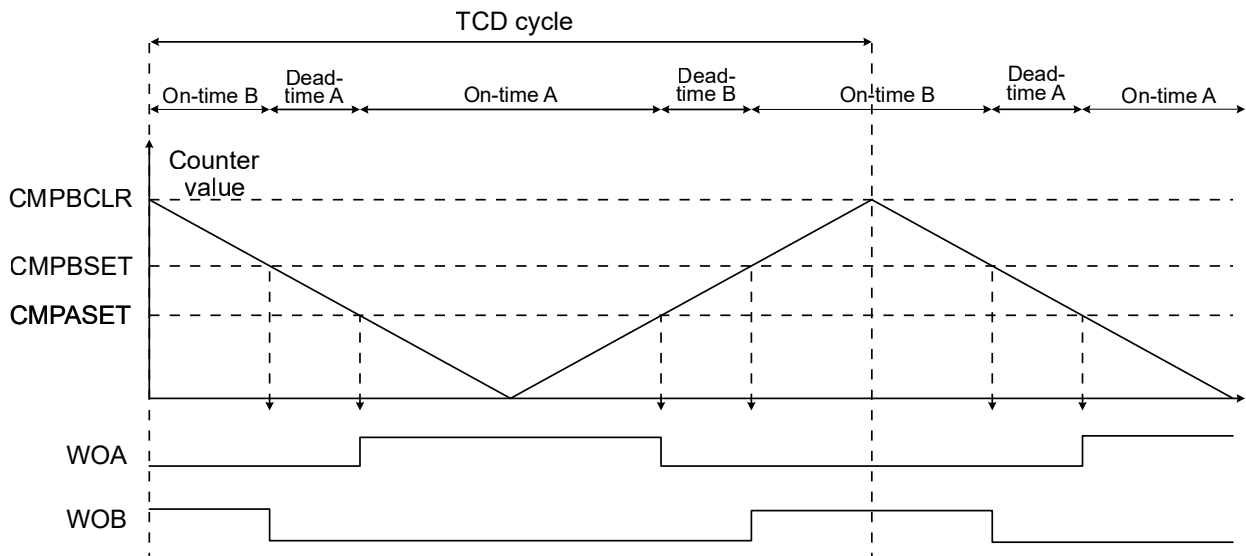 TCD cycle
On-time B
Dead-
time A
On-time A
Dead-
time B
On-time B
Dead-
time A
On-time A
Counter
value
CMPBCLR
CMPBSET
CMPASET
WOA
WOB